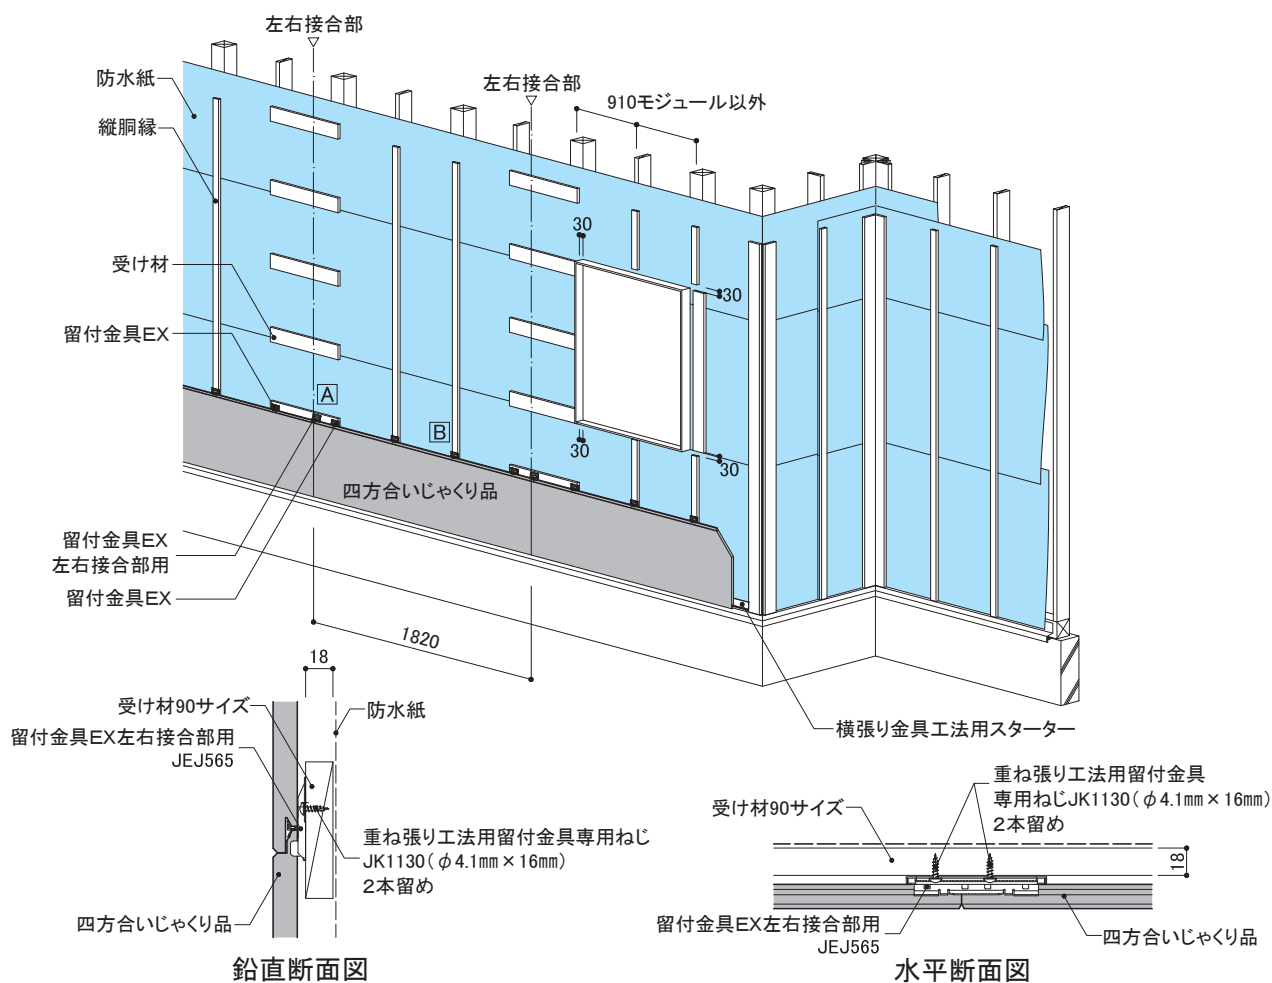 左右接合部
左右接合部
910モジュール以外
防水紙
縦胴縁
受け材
留付金具EX
30
30
30
30
A
B
四方合いじゃくり品
留付金具EX
左右接合部用
留付金具EX
1820
横張り金具工法用スターター
18
受け材90サイズ
防水紙
留付金具EX左右接合部用
JEJ565
重ね張り工法用留付金具専用ねじ
JK1130(φ4.1mm×16mm)
2本留め
四方合いじゃくり品
鉛直断面図
重ね張り工法用留付金具
専用ねじJK1130(φ4.1mm×16mm)
2本留め
受け材90サイズ
18
留付金具EX左右接合部用
JEJ565
四方合いじゃくり品
水平断面図